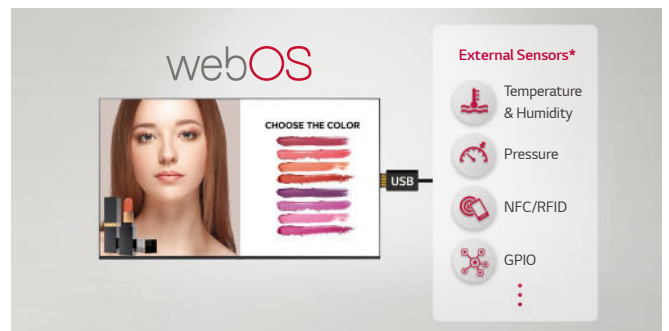 webOS
External Sensors*
CHOOSE THE COLOR
Temperature
& Humidity
Pressure
USB
NFC/RFID
GPIO